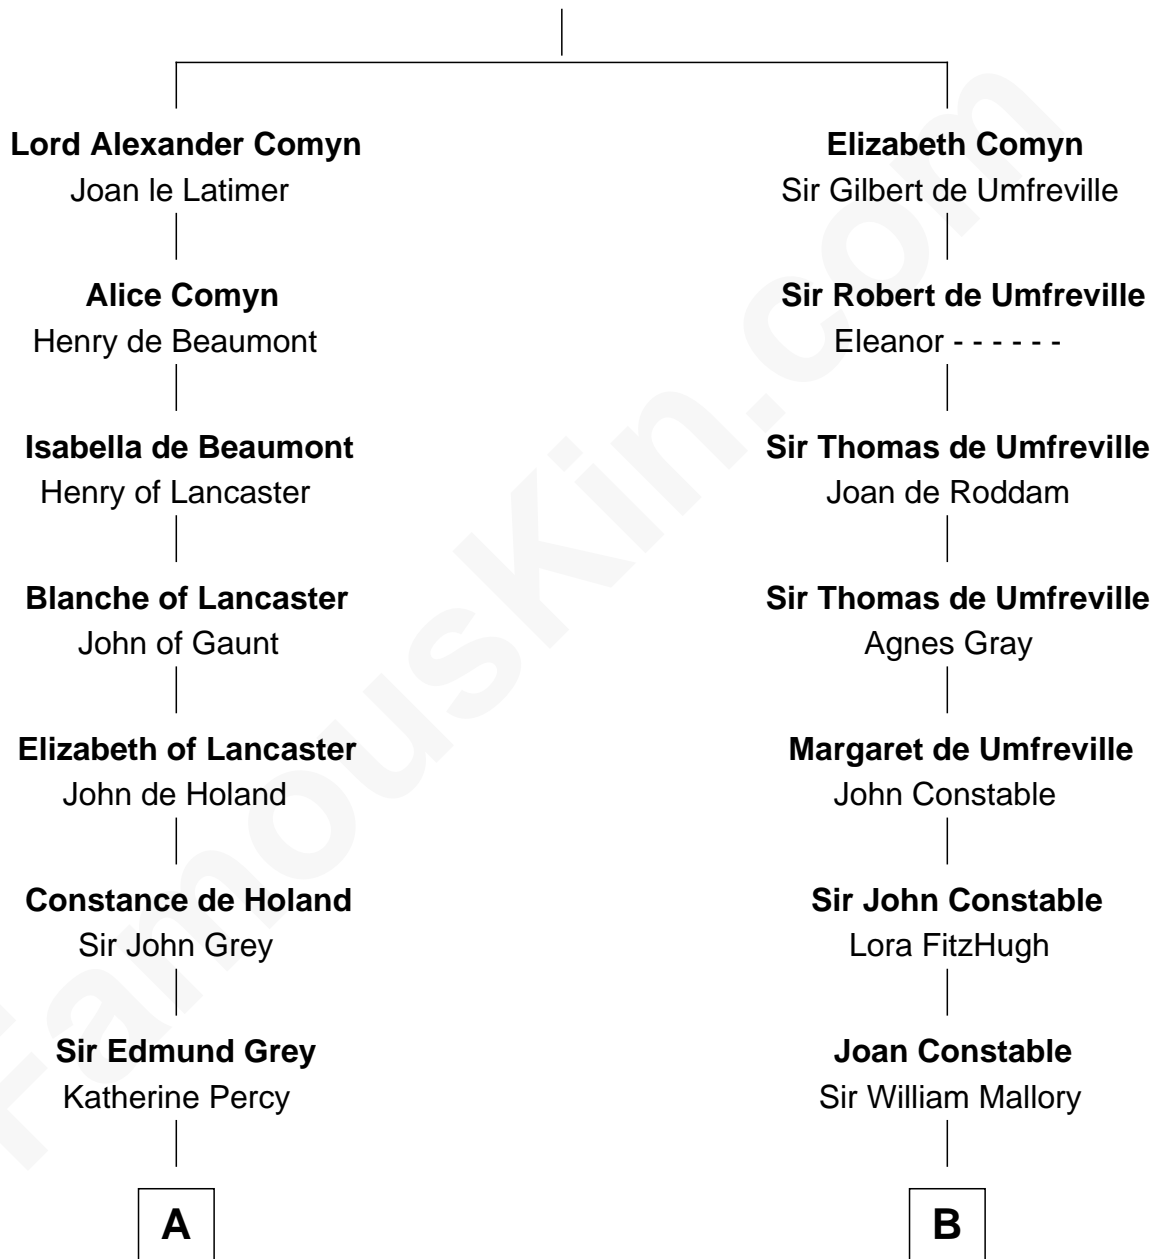 Lord Alexander Comyn
Joan le Latimer
Alice Comyn
Henry de Beaumont
Isabella de Beaumont
Henry of Lancaster
Blanche of Lancaster
John of Gaunt
Elizabeth of Lancaster
John de Holand
Constance de Holand
Sir John Grey
Sir Edmund Grey
Katherine Percy
A
Elizabeth Comyn
Sir Gilbert de Umfreville
Sir Robert de Umfreville
Eleanor - - - - - -
Sir Thomas de Umfreville
Joan de Roddam
Sir Thomas de Umfreville
Agnes Gray
Margaret de Umfreville
John Constable
Sir John Constable
Lora FitzHugh
Joan Constable
Sir William Mallory
B
FamousKin.com